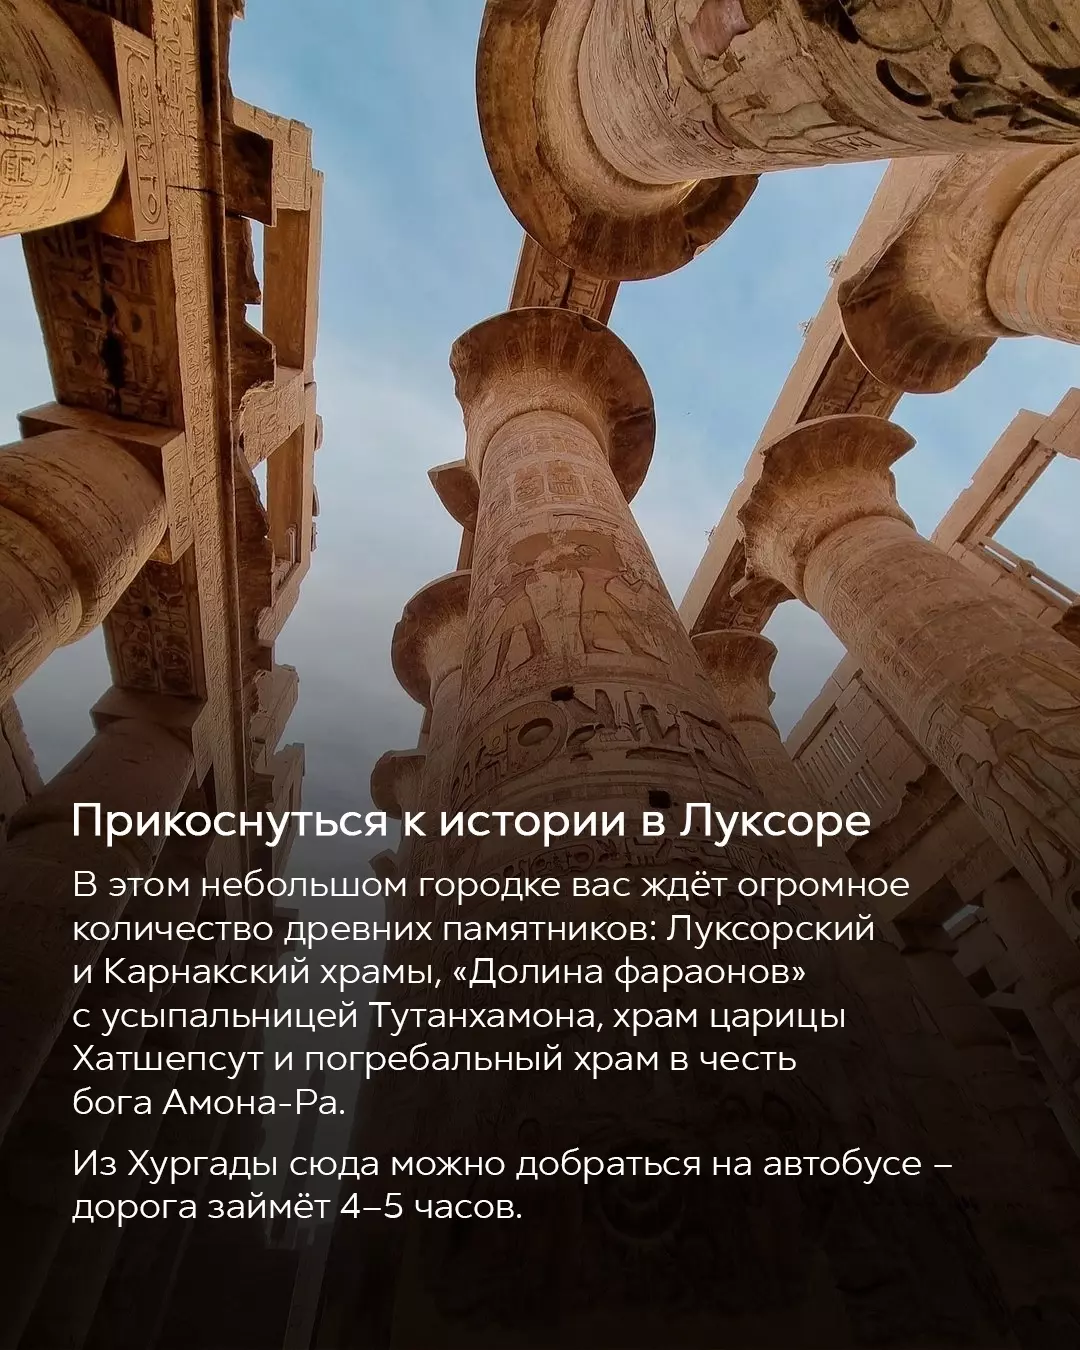 Прикоснуться к истории в Луксоре
В этом небольшом городке вас ждёт огромное
количество древних памятников: Луксорский
и Карнакский храмы, «Долина фараонов»
с усыпальницей Тутанхамона, храм царицы
Хатшепсут и погребальный храм в честь
бога Амона-Ра.
Из Хургады сюда можно добраться на автобусе –
дорога займёт 4–5 часов.